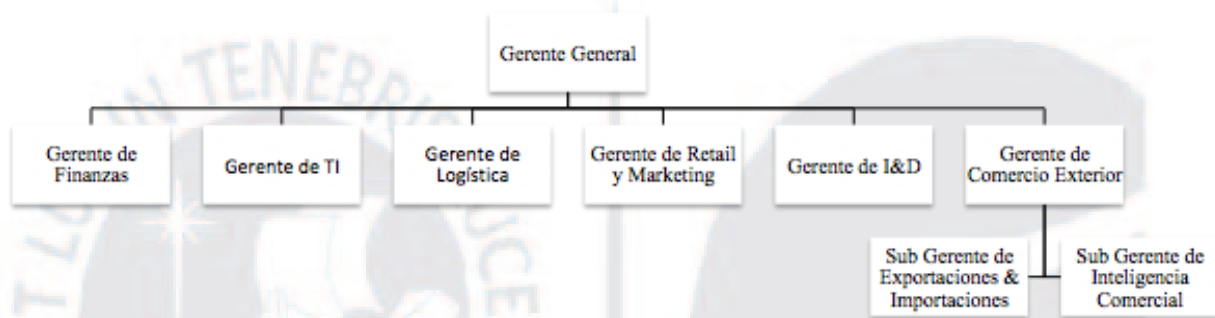 Gerente General
Gerente de
Finanzas
Gerente de TI
Gerente de
Logística
Gerente de Retail
y Marketing
Gerente de I&D
Gerente de
Comercio Exterior
Sub Gerente de
Exportaciones &
Importaciones
Sub Gerente de
Inteligencia
Comercial
TENEBRIS